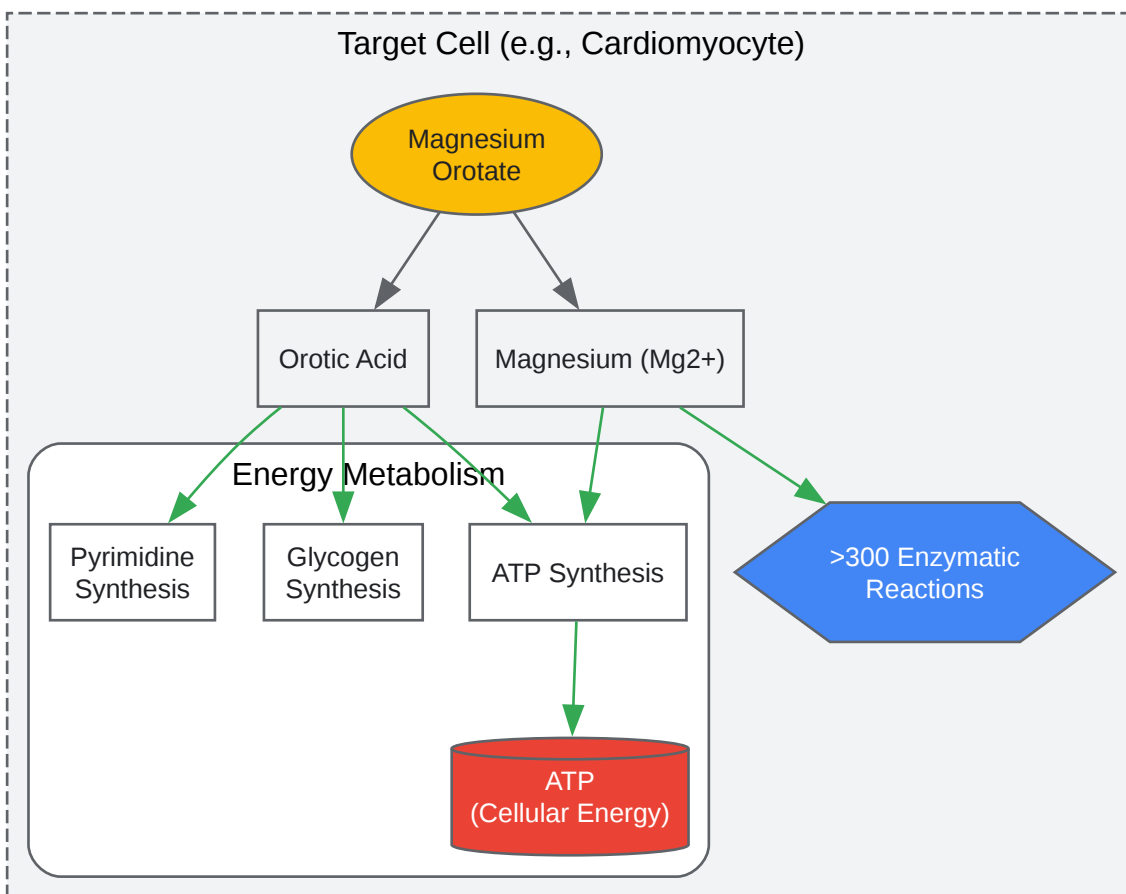 Target Cell (e.g., Cardiomyocyte)
Magnesium
Orotate
Orotic Acid
Magnesium (Mg2+)
Energy Metabolism
Pyrimidine
Synthesis
Glycogen
Synthesis
ATP Synthesis
>300 Enzymatic
Reactions
ATP
(Cellular Energy)